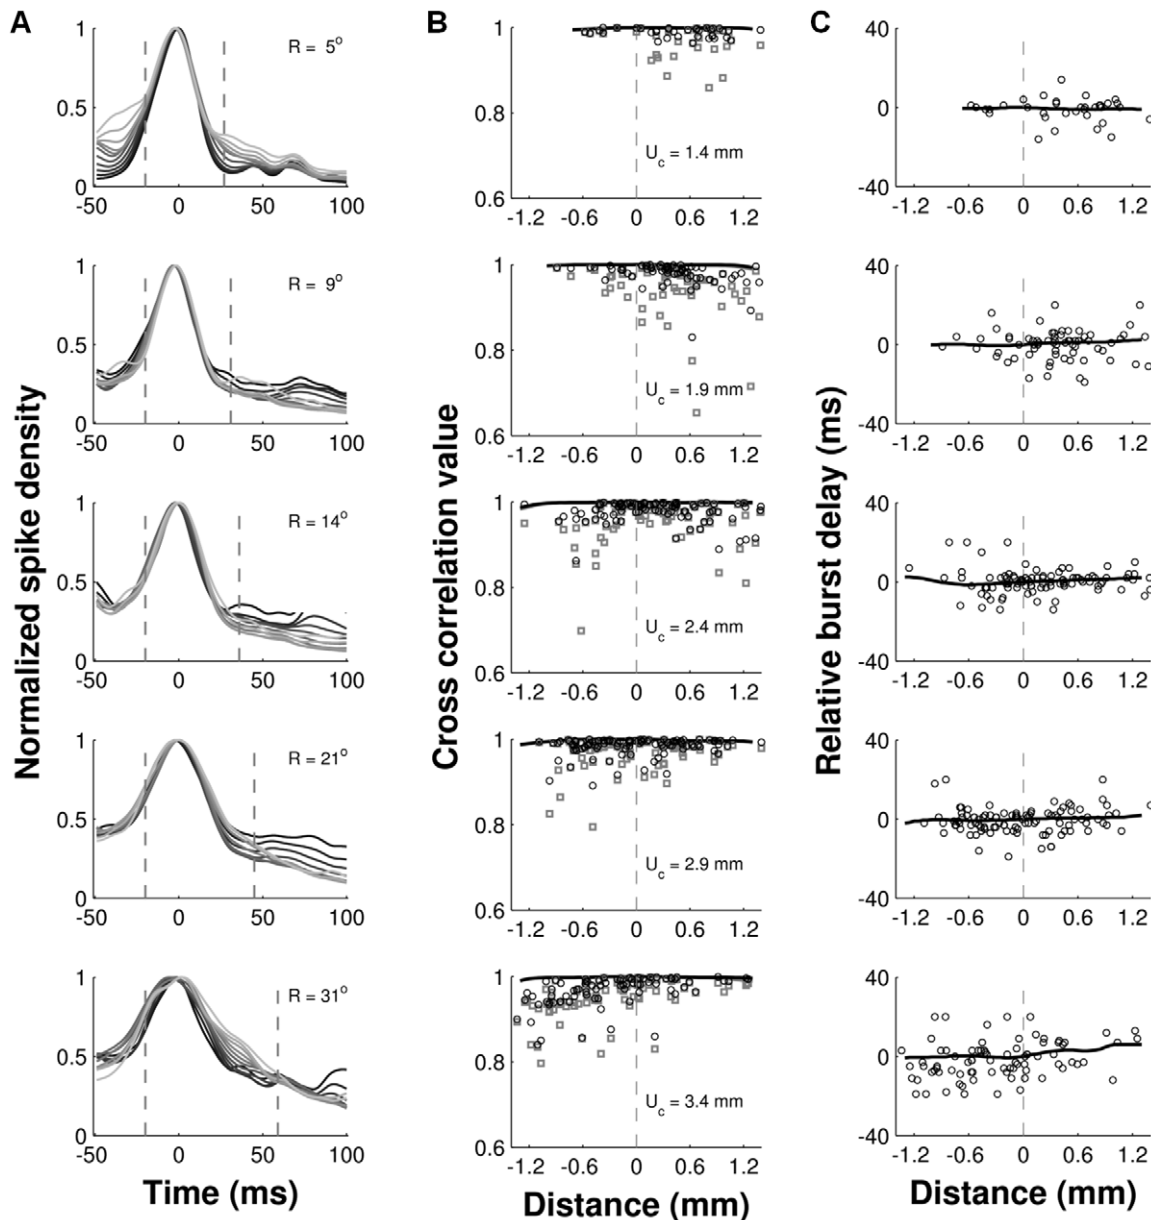 A
B
C
Normalized spike density
Cross correlation value
Relative burst delay (ms)
R = 5°
1
0.5
0
-50 0 50 100
1
0.8
0.6
U_c = 1.4 mm
-1.2 -0.6 0 0.6 1.2
40
0
-40
-1.2 -0.6 0 0.6 1.2
R = 9°
1
0.5
0
-50 0 50 100
1
0.8
0.6
U_c = 1.9 mm
-1.2 -0.6 0 0.6 1.2
40
0
-40
-1.2 -0.6 0 0.6 1.2
R = 14°
1
0.5
0
-50 0 50 100
1
0.8
0.6
U_c = 2.4 mm
-1.2 -0.6 0 0.6 1.2
40
0
-40
-1.2 -0.6 0 0.6 1.2
R = 21°
1
0.5
0
-50 0 50 100
1
0.8
0.6
U_c = 2.9 mm
-1.2 -0.6 0 0.6 1.2
40
0
-40
-1.2 -0.6 0 0.6 1.2
R = 31°
1
0.5
0
-50 0 50 100
1
0.8
0.6
U_c = 3.4 mm
-1.2 -0.6 0 0.6 1.2
40
0
-40
-1.2 -0.6 0 0.6 1.2
Time (ms)
Distance (mm)
Distance (mm)